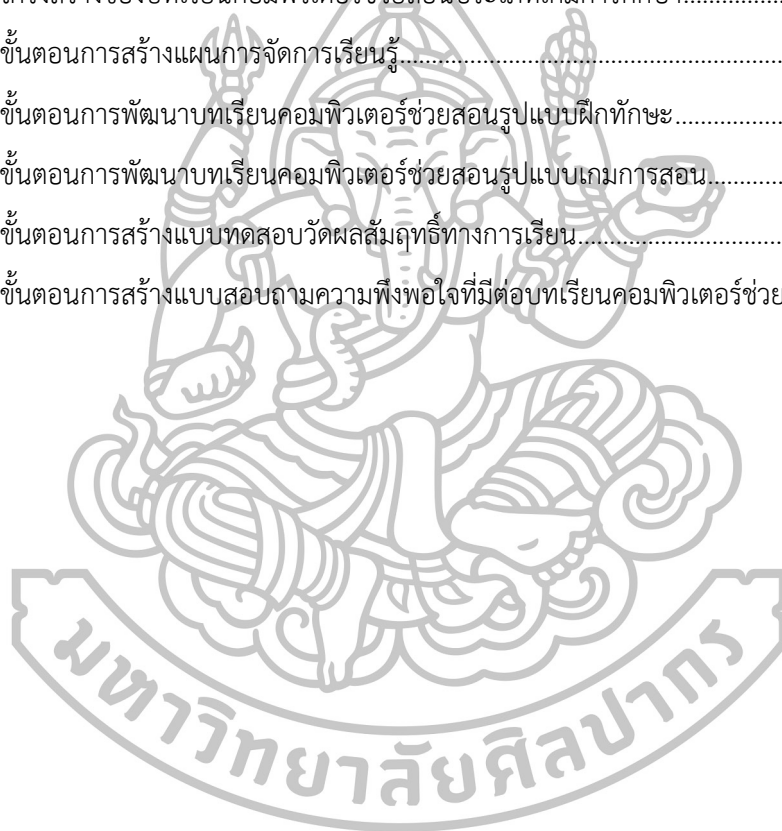 ขั้นตอนการสร้างแผนการจัดการเรียนรู้
ขั้นตอนการพัฒนาบทเรียนคอมพิวเตอร์ช่วยสอนรูปแบบฝึกทักษะ
ขั้นตอนการพัฒนาบทเรียนคอมพิวเตอร์ช่วยสอนรูปแบบเกมการสอน
ขั้นตอนการสร้างแบบทดสอบวัดผลสัมฤทธิ์ทางการเรียน
ขั้นตอนการสร้างแบบสอบถามความพึงพอใจที่มีต่อบทเรียนคอมพิวเตอร์ช่วย
มหาวิทยาลัยศิลปากร